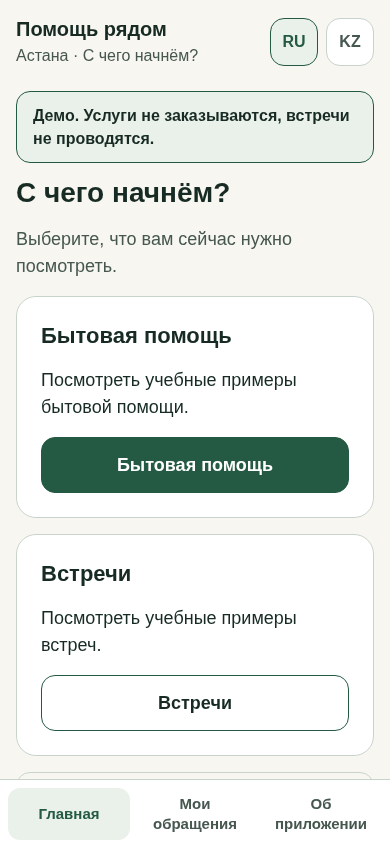 Помощь рядом
Астана · С чего начнём?
RU
KZ
Демо. Услуги не заказываются, встречи
не проводятся.
С чего начнём?
Выберите, что вам сейчас нужно
посмотреть.
Бытовая помощь
Посмотреть учебные примеры
бытовой помощи.
Бытовая помощь
Встречи
Посмотреть учебные примеры
встреч.
Встречи
Главная
Мои
обращения
Об
приложении